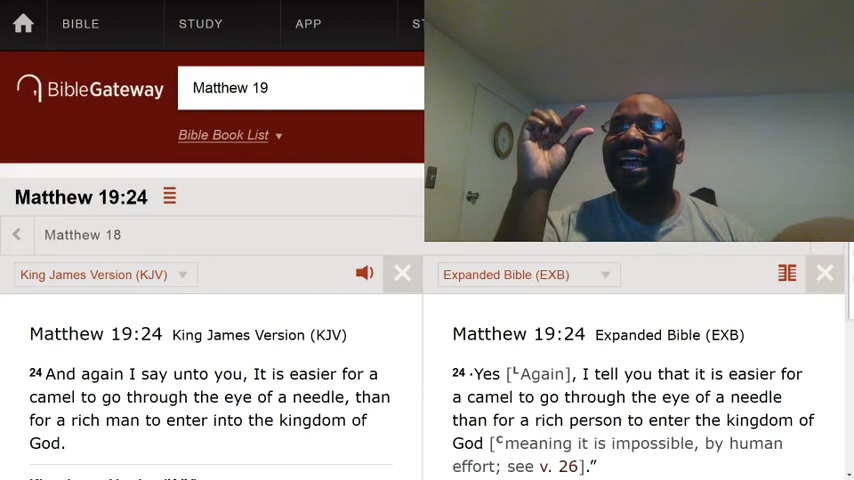 BIBLE STUDY APP
BibleGateway
Matthew 19
Bible Book List
Matthew 19:24
Matthew 18
King James Version (KJV)
Expanded Bible (EXB)
Matthew 19:24 King James Version (KJV)
24 And again I say unto you, It is easier for a
camel to go through the eye of a needle, than
for a rich man to enter into the kingdom of
God.
Matthew 19:24 Expanded Bible (EXB)
24 ·Yes [ᴸAgain], I tell you that it is easier for
a camel to go through the eye of a needle
than for a rich person to enter the kingdom of
God [ᶜmeaning it is impossible, by human
effort; see v. 26].”